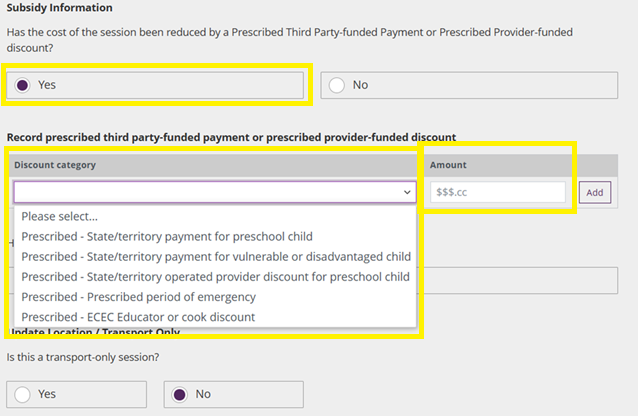 Subsidy Information
Has the cost of the session been reduced by a Prescribed Third Party-funded Payment or Prescribed Provider-funded
discount?
Yes
No
Record prescribed third party-funded payment or prescribed provider-funded discount
Discount category
Amount
$$$.cc
Add
Please select...
Prescribed - State/territory payment for preschool child
Prescribed - State/territory payment for vulnerable or disadvantaged child
Prescribed - State/territory operated provider discount for preschool child
Prescribed - Prescribed period of emergency
Prescribed - ECEC Educator or cook discount
Update Location / Transport Only
Is this a transport-only session?
Yes
No